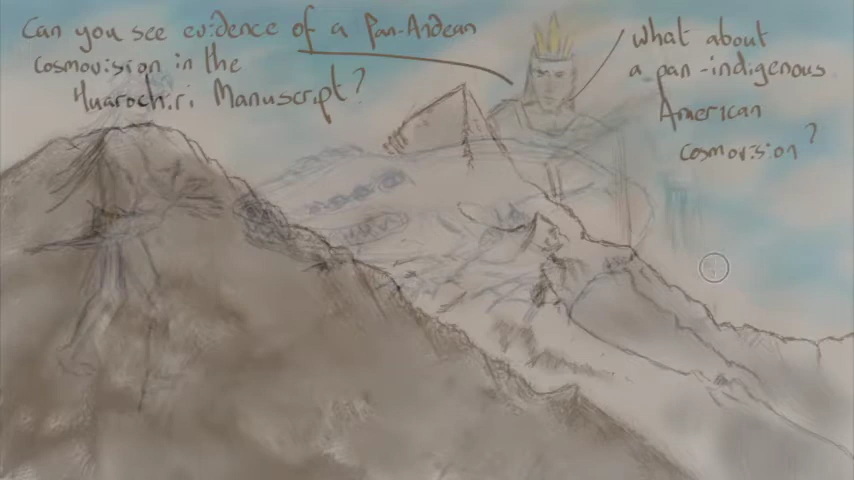 Can you see evidence of a Pan-Andean
cosmovision in the
Huarochiri Manuscript?
what about
a pan-indigenous
American
cosmovision?